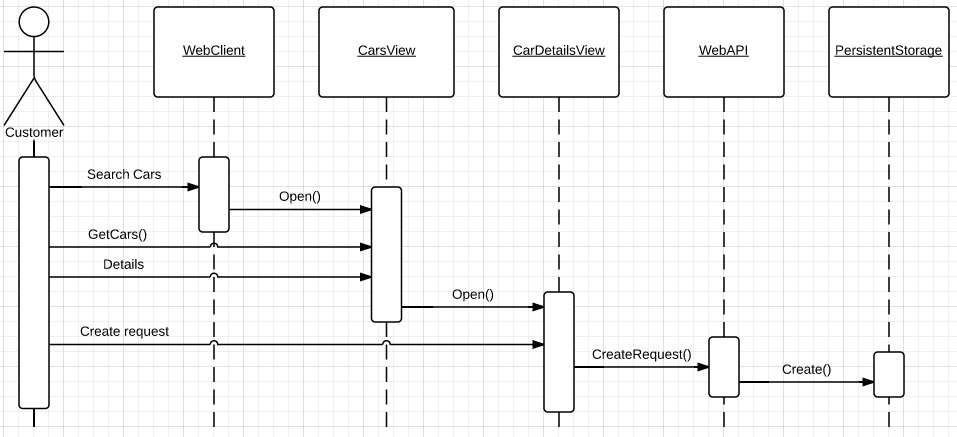 WebClient
CarsView
CarDetailsView
WebAPI
PersistentStorage
Customer
Search Cars
Open()
GetCars()
Details
Open()
Create request
CreateRequest()
Create()